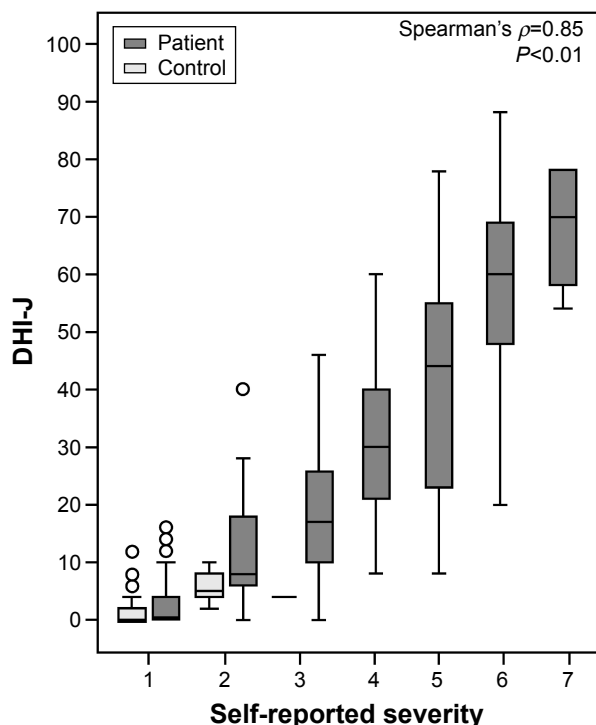 Patient
Control
Spearman's ρ=0.85
P<0.01
100
90
80
70
60
50
40
30
20
10
0
DHI-J
1 2 3 4 5 6 7
Self-reported severity